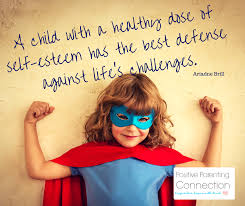 A child with a healthy dose of
self-esteem has the best defense
against life's challenges.
Ariadne Brill
Positive Parenting
Connection